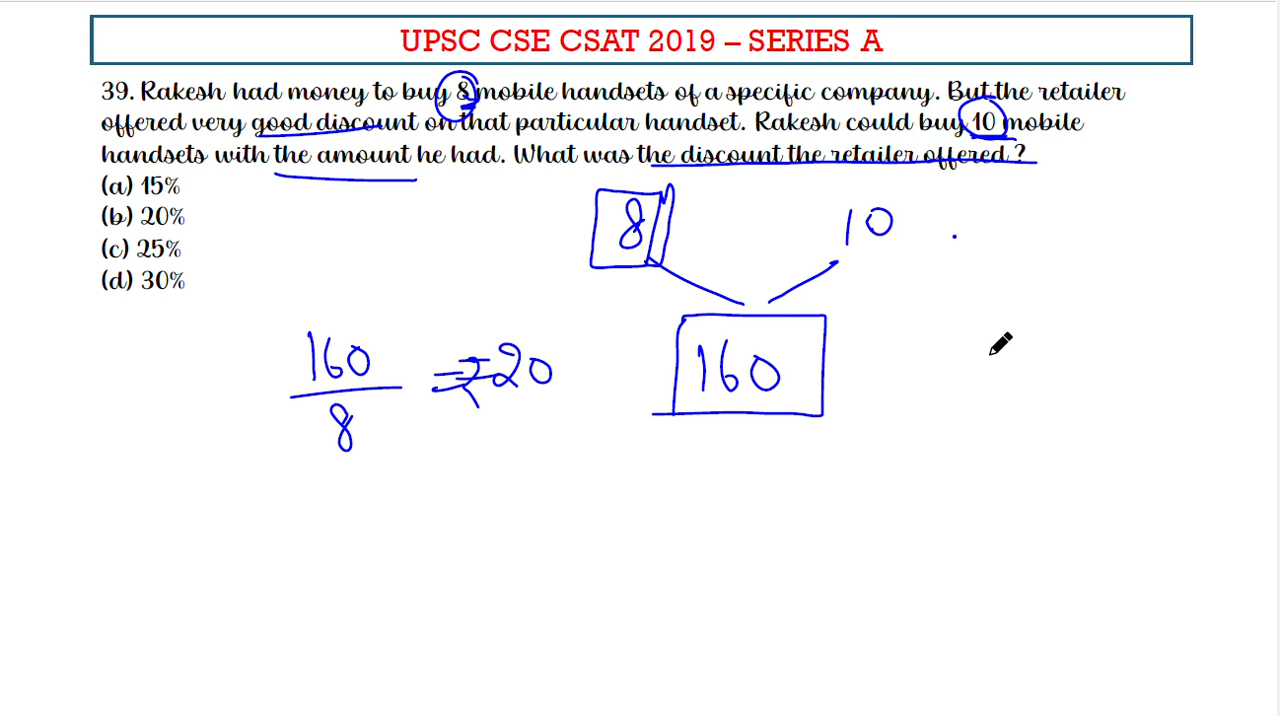 UPSC CSE CSAT 2019 – SERIES A
39. Rakesh had money to buy 8 mobile handsets of a specific company. But the retailer
offered very good discount on that particular handset. Rakesh could buy 10 mobile
handsets with the amount he had. What was the discount the retailer offered?
(a) 15%
(b) 20%
(c) 25%
(d) 30%
8 10
160
8
= ₹ 20
160